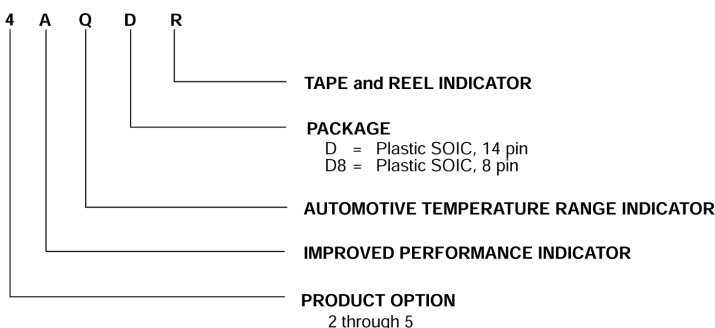 4 A Q D R
TAPE and REEL INDICATOR
PACKAGE
D = Plastic SOIC, 14 pin
D8 = Plastic SOIC, 8 pin
AUTOMOTIVE TEMPERATURE RANGE INDICATOR
IMPROVED PERFORMANCE INDICATOR
PRODUCT OPTION
2 through 5